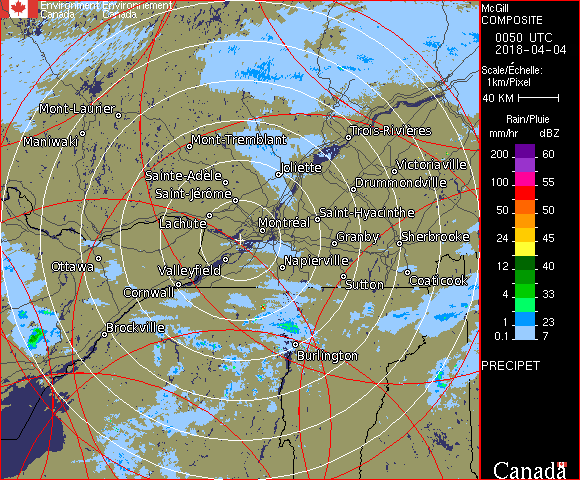 Environment Environnement
Canada Canada
McGill
COMPOSITE
0050 UTC
2018-04-04
Scale/Échelle:
1km/Pixel
40 KM
Rain/Pluie
mm/hr dBZ
200 60
100 55
50 50
24 45
12 40
4 33
1 23
0.1 7
PRECIPET
Canada
Mont-Laurier
Maniwaki
Mont-Tremblant
Trois-Rivières
Joliette
Victoriaville
Sainte-Adèle
Drummondville
Saint-Jérôme
Saint-Hyacinthe
Lachute
Montréal
Granby
Sherbrooke
Ottawa
Valleyfield
Napierville
Sutton
Coaticook
Cornwall
Brockville
Burlington